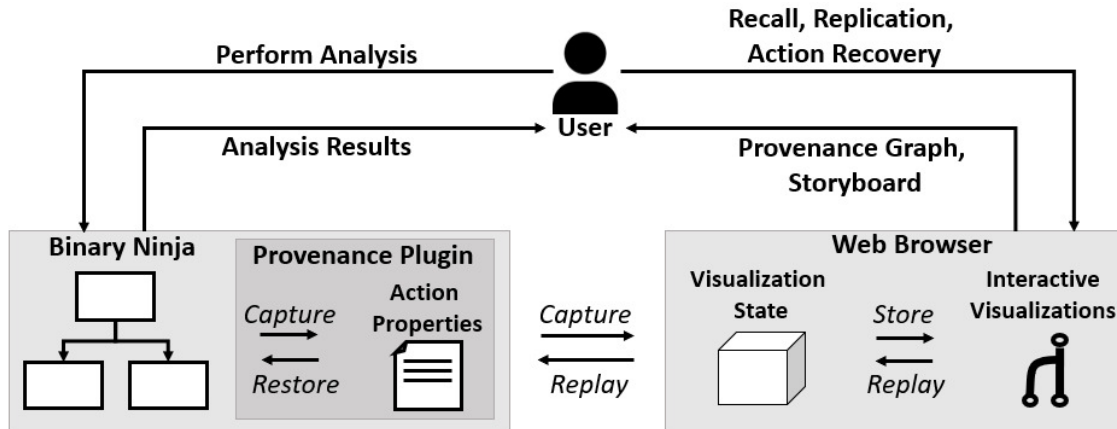 Perform Analysis
Recall, Replication,
Action Recovery
User
Analysis Results
Provenance Graph,
Storyboard
Binary Ninja
Provenance Plugin
Capture
Restore
Action
Properties
Capture
Replay
Web Browser
Visualization
State
Store
Replay
Interactive
Visualizations